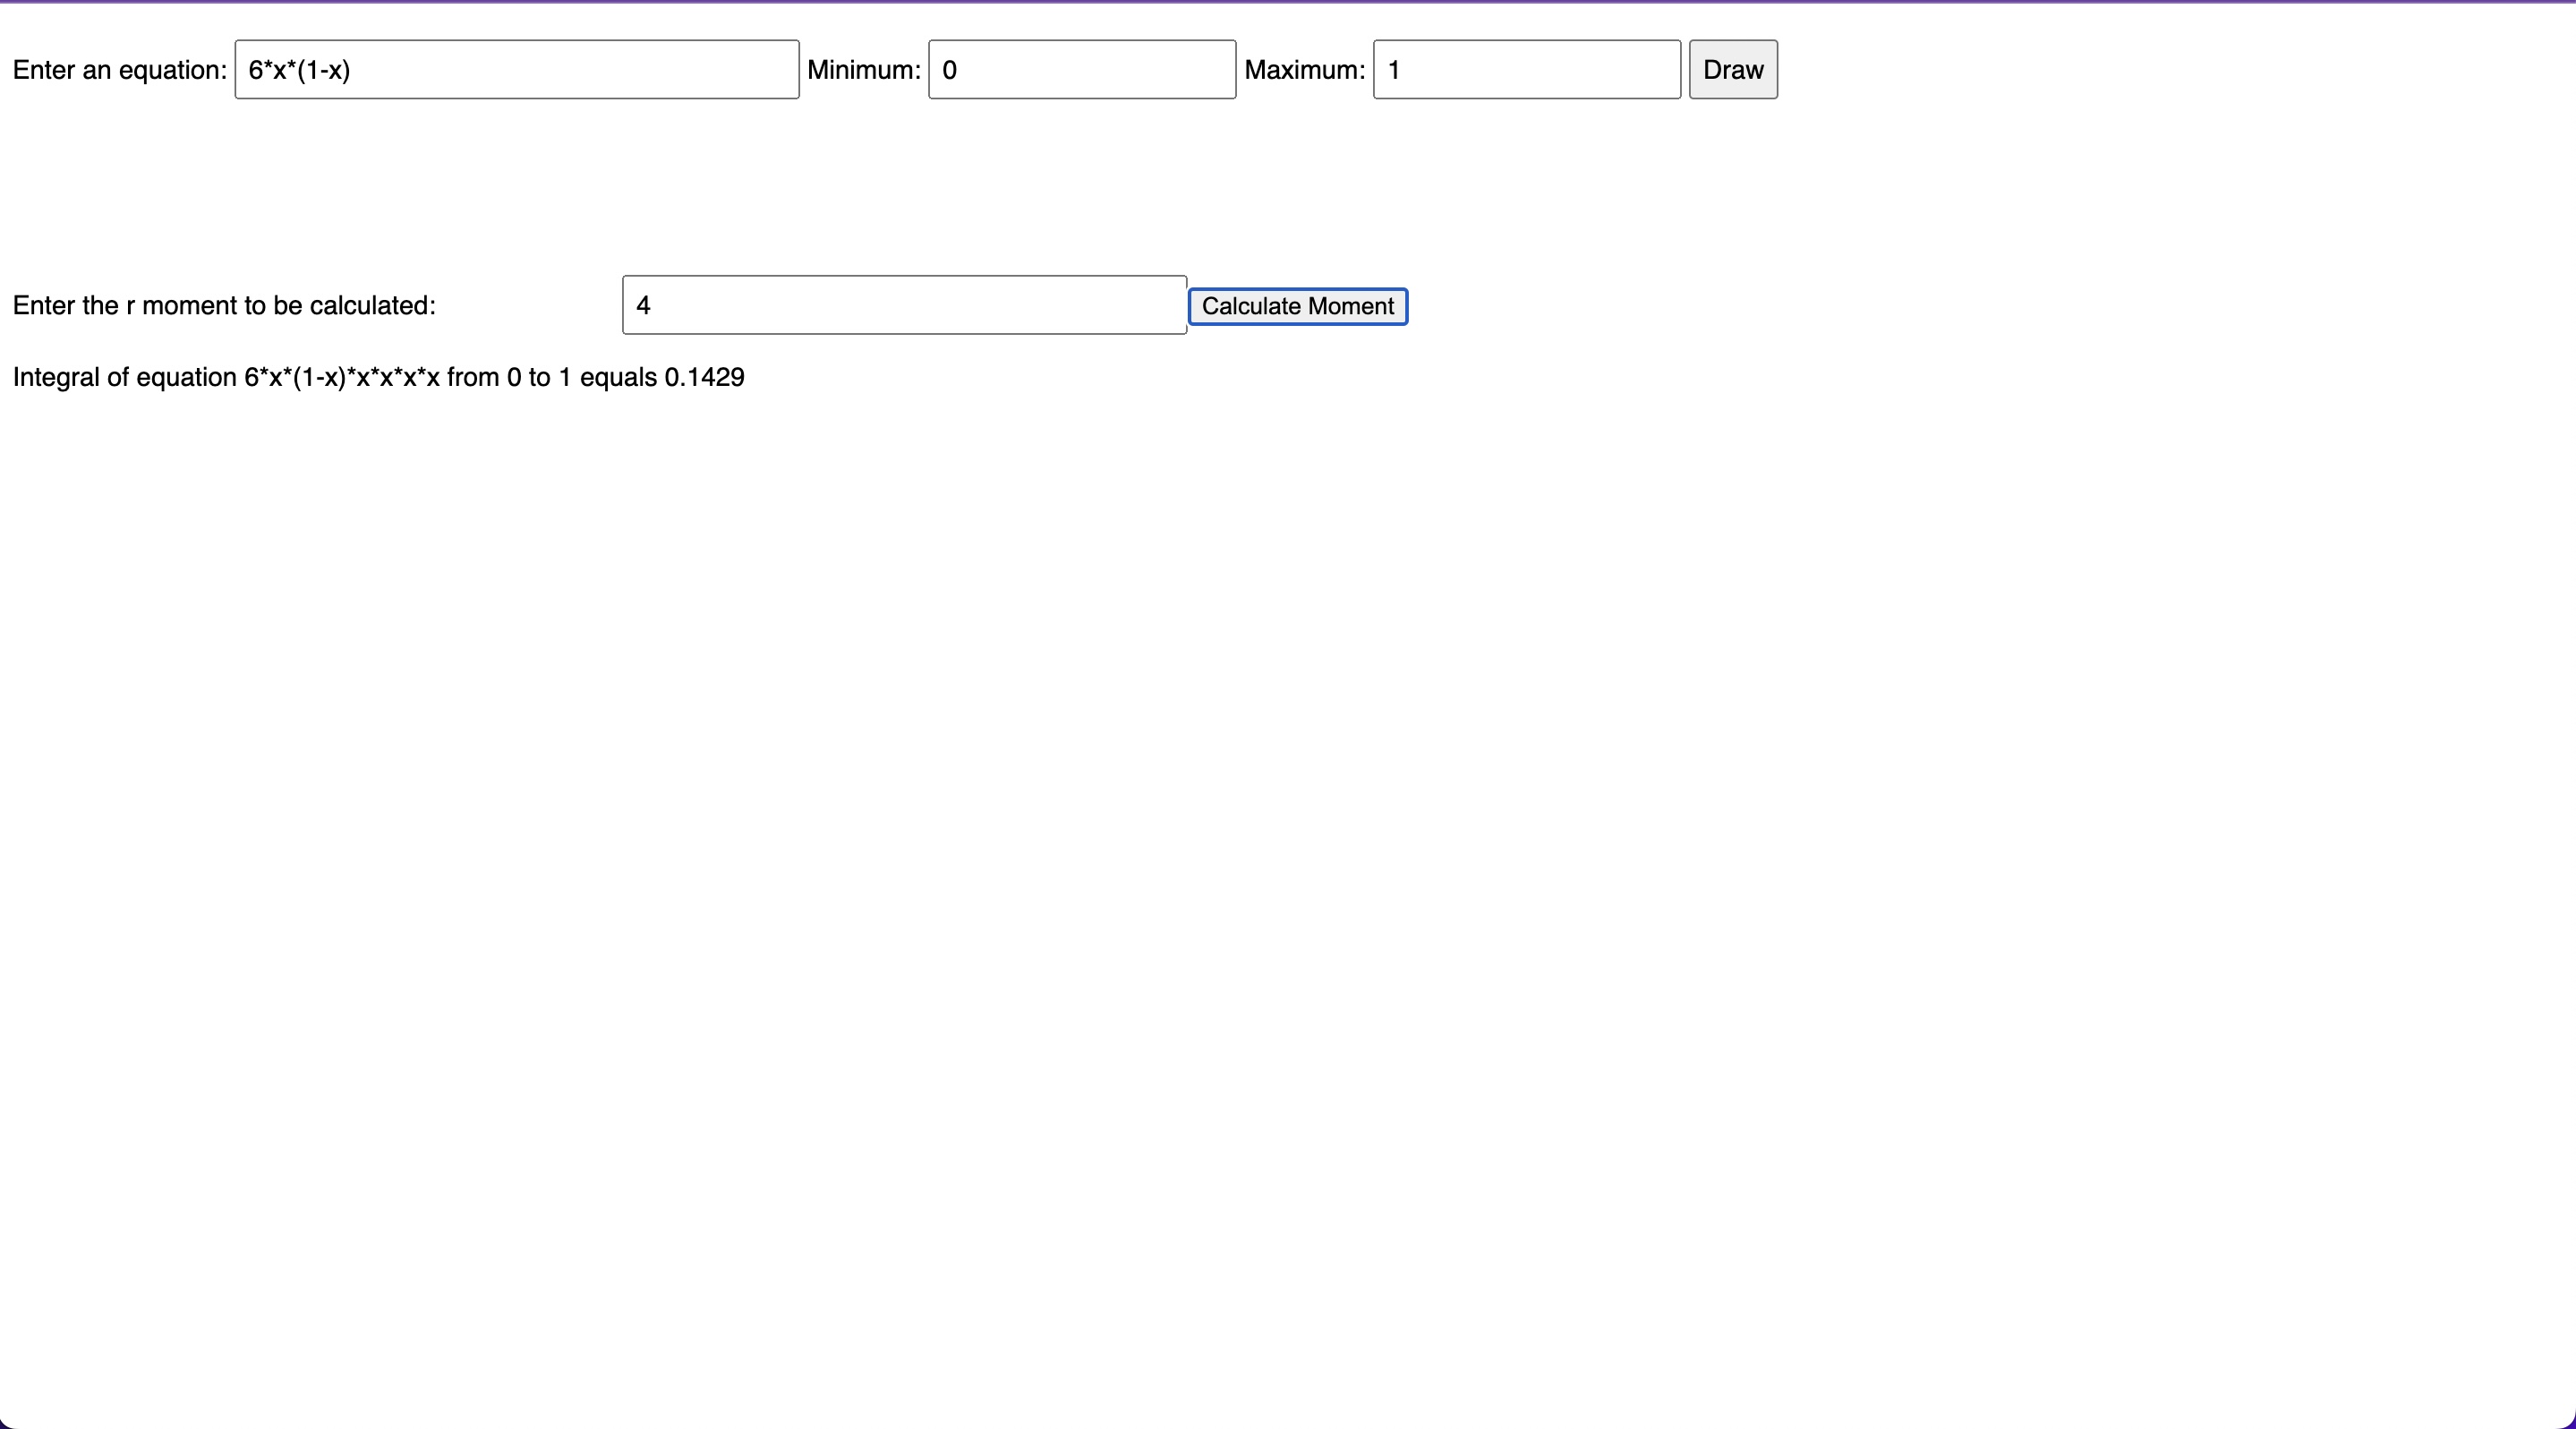 Enter an equation: 6*x*(1-x) Minimum: 0 Maximum: 1 Draw
Enter the r moment to be calculated: 4 Calculate Moment
Integral of equation 6*x*(1-x)*x*x*x*x from 0 to 1 equals 0.1429